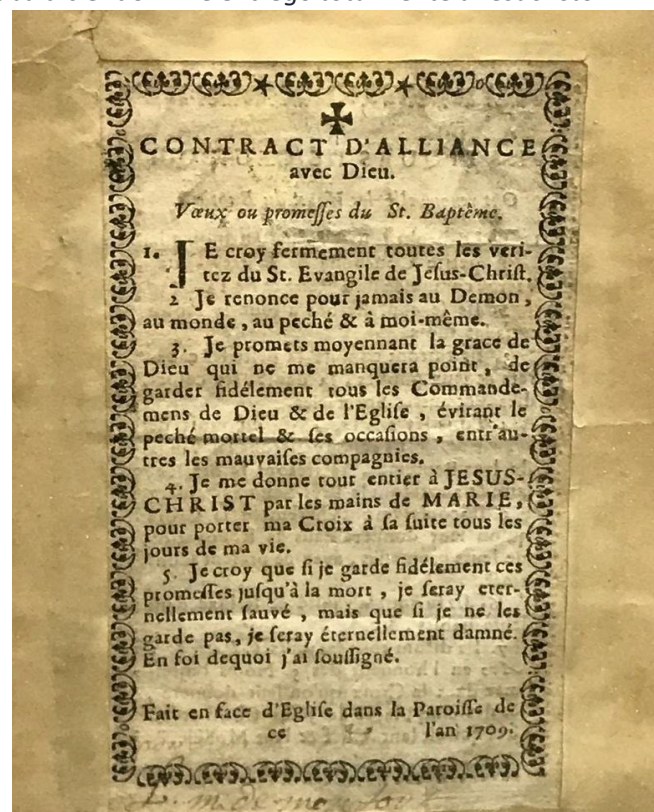 ✠
CONTRACT D'ALLIANCE
avec Dieu.
Vœux ou promesses du St. Baptême.
1. JE croy fermement toutes les veri-
tez du St. Evangile de Jesus-Christ.
2 Je renonce pour jamais au Demon,
au monde, au peché & à moi-même.
3. Je promets moyennant la grace de
Dieu qui ne me manquera point, de
garder fidélement tous les Commande-
mens de Dieu & de l'Eglise, évitant le
peché mortel & ses occasions, entr'au-
tres les mauvaises compagnies.
4. Je me donne tout entier à JESUS-
CHRIST par les mains de MARIE,
pour porter ma Croix à sa suite tous les
jours de ma vie.
5. Je croy que si je garde fidélement ces
promesses jusqu'à la mort, je seray eter-
nellement sauvé, mais que si je ne les
garde pas, je seray éternellement damné.
En foi dequoi j'ai soussigné.
Fait en face d'Eglise dans la Paroisse de
ce l'an 1709.